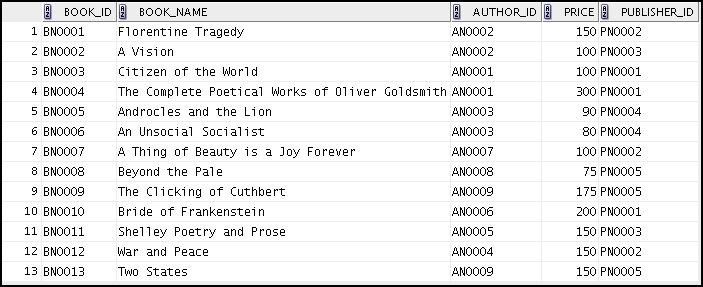 BOOK_ID BOOK_NAME AUTHOR_ID PRICE PUBLISHER_ID
1 BN0001 Florentine Tragedy AN0002 150 PN0002
2 BN0002 A Vision AN0002 100 PN0003
3 BN0003 Citizen of the World AN0001 100 PN0001
4 BN0004 The Complete Poetical Works of Oliver Goldsmith AN0001 300 PN0001
5 BN0005 Androcles and the Lion AN0003 90 PN0004
6 BN0006 An Unsocial Socialist AN0003 80 PN0004
7 BN0007 A Thing of Beauty is a Joy Forever AN0007 100 PN0002
8 BN0008 Beyond the Pale AN0008 75 PN0005
9 BN0009 The Clicking of Cuthbert AN0009 175 PN0005
10 BN0010 Bride of Frankenstein AN0006 200 PN0001
11 BN0011 Shelley Poetry and Prose AN0005 150 PN0003
12 BN0012 War and Peace AN0004 150 PN0002
13 BN0013 Two States AN0009 150 PN0005